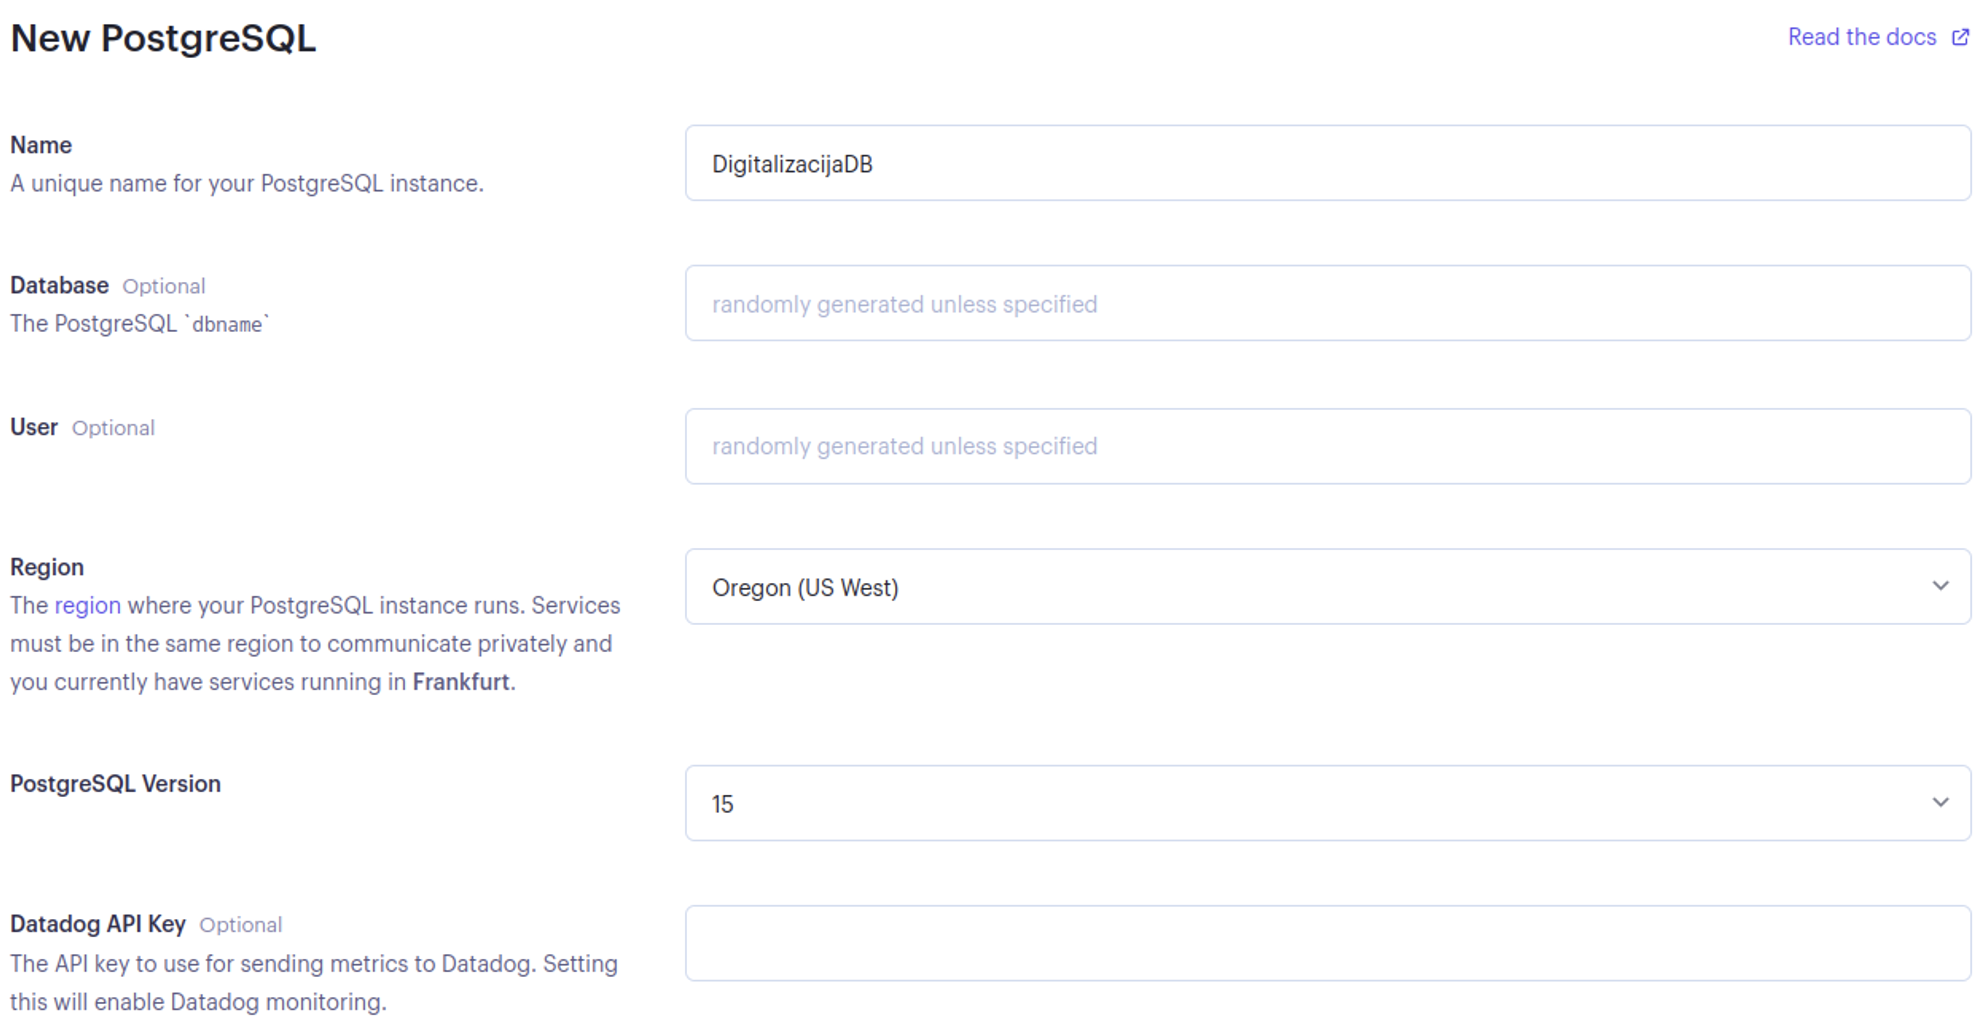 New PostgreSQL
Read the docs
Name
A unique name for your PostgreSQL instance.
DigitalizacijaDB
Database Optional
The PostgreSQL `dbname`
randomly generated unless specified
User Optional
randomly generated unless specified
Region
The region where your PostgreSQL instance runs. Services
must be in the same region to communicate privately and
you currently have services running in Frankfurt.
Oregon (US West)
PostgreSQL Version
15
Datadog API Key Optional
The API key to use for sending metrics to Datadog. Setting
this will enable Datadog monitoring.